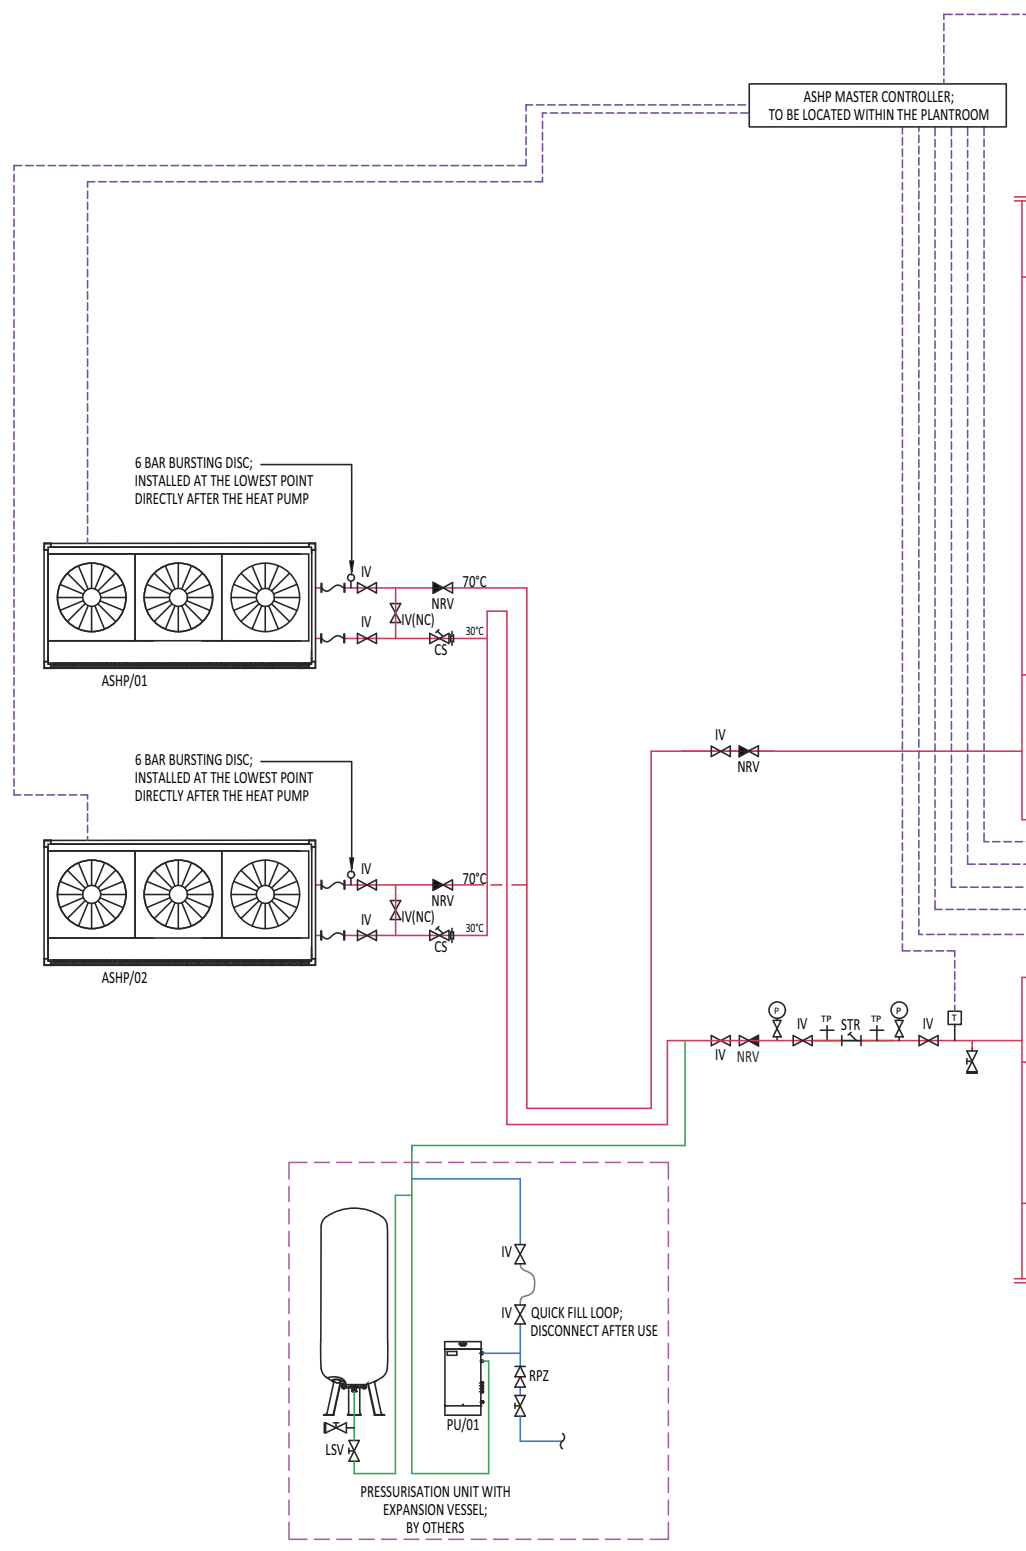 ASHP MASTER CONTROLLER;
TO BE LOCATED WITHIN THE PLANTROOM
6 BAR BURSTING DISC;
INSTALLED AT THE LOWEST POINT
DIRECTLY AFTER THE HEAT PUMP
IV
70°C
NRV
IV(NC)
IV
30°C
CS
ASHP/01
IV
NRV
6 BAR BURSTING DISC;
INSTALLED AT THE LOWEST POINT
DIRECTLY AFTER THE HEAT PUMP
IV
70°C
NRV
IV(NC)
IV
30°C
CS
ASHP/02
P
IV
TP
STR
TP
P
IV
T
IV
NRV
IV
IV
QUICK FILL LOOP;
DISCONNECT AFTER USE
RPZ
PU/01
LSV
PRESSURISATION UNIT WITH
EXPANSION VESSEL;
BY OTHERS